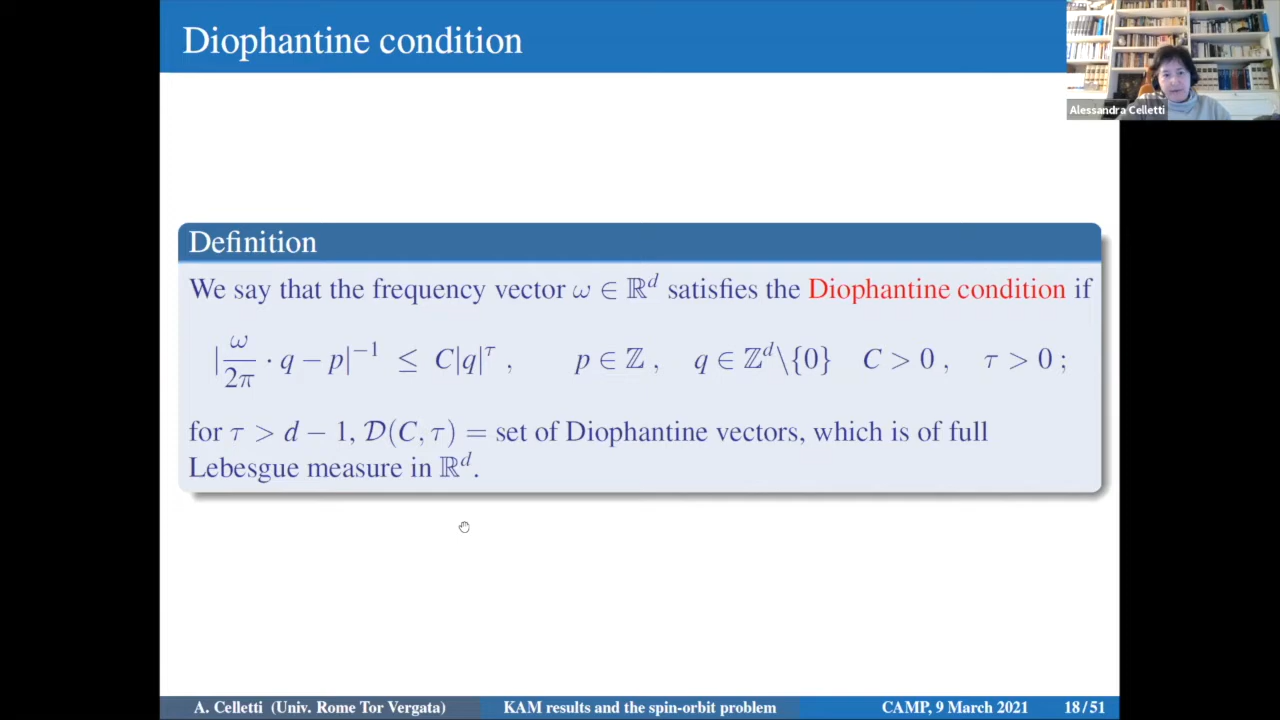 Diophantine condition
Alessandra Celletti
Definition
We say that the frequency vector ω ∈ ℝ^d satisfies the Diophantine condition if
|ω/2π · q − p|^−1 ≤ C|q|^τ , p ∈ ℤ , q ∈ ℤ^d\{0} C > 0 , τ > 0 ;
for τ > d − 1, 𝒟(C, τ) = set of Diophantine vectors, which is of full
Lebesgue measure in ℝ^d.
A. Celletti (Univ. Rome Tor Vergata) KAM results and the spin-orbit problem CAMP, 9 March 2021 18 / 51